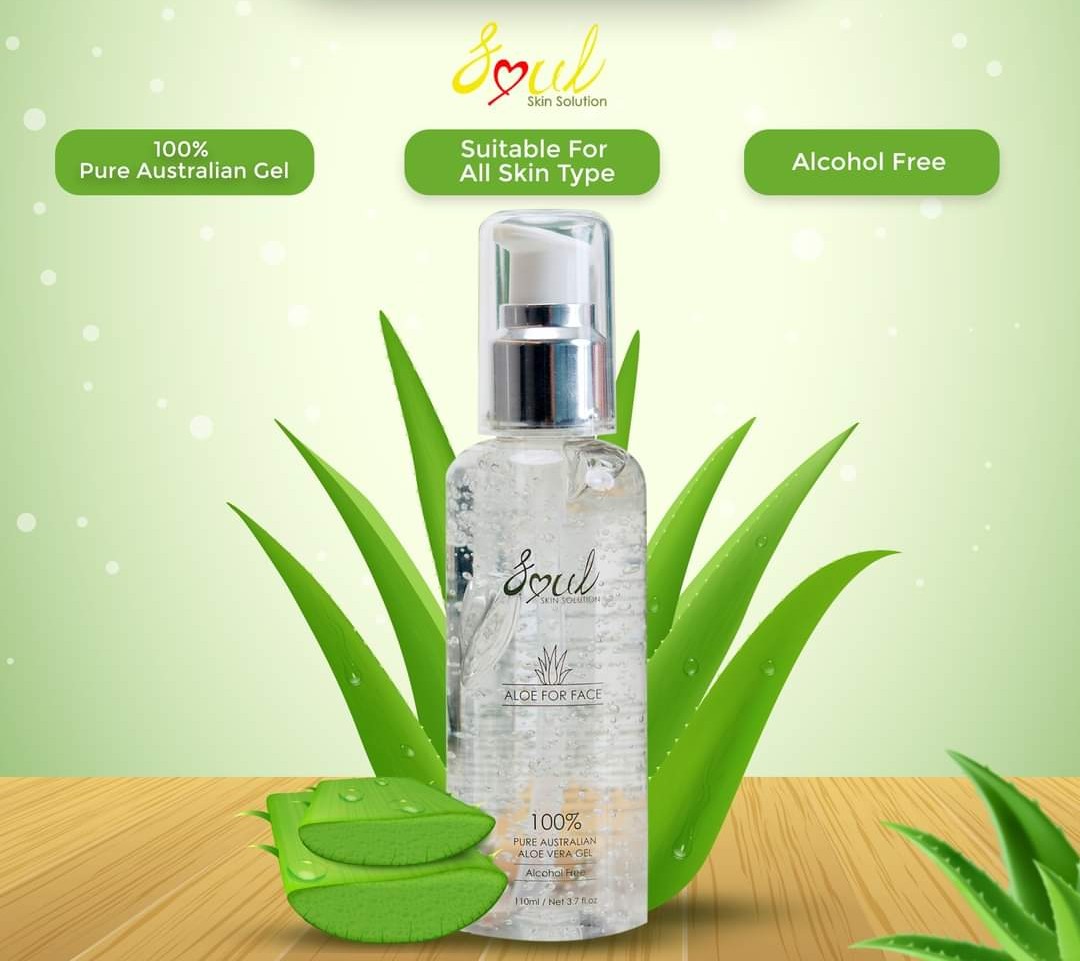 Soul
Skin Solution
100%
Pure Australian Gel
Suitable For
All Skin Type
Alcohol Free
Soul
SKIN SOLUTION
ALOE FOR FACE
100%
PURE AUSTRALIAN
ALOE VERA GEL
Alcohol Free
110ml / Net 3.7 fl.oz